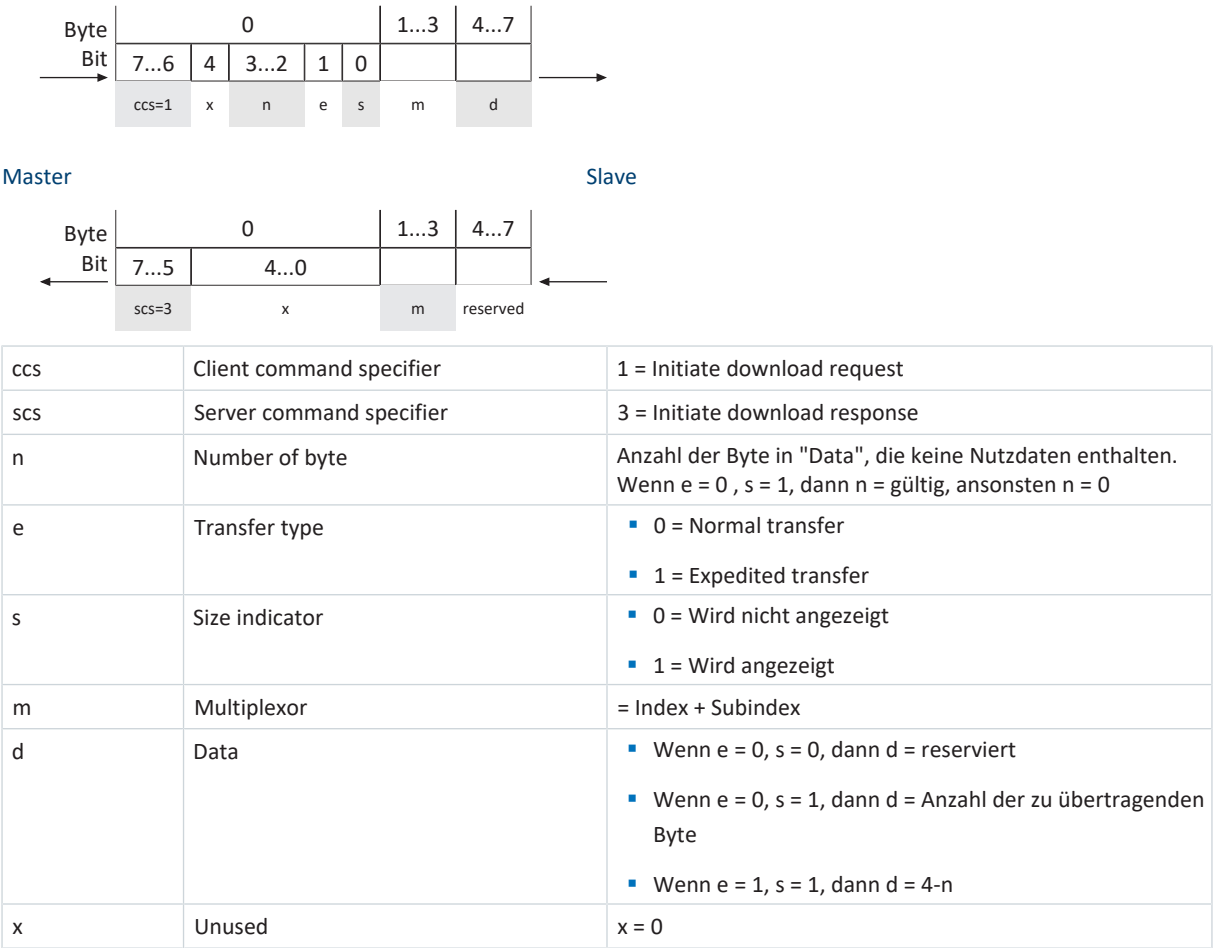 Byte 0 1...3 4...7
Bit 7...6 4 3...2 1 0
ccs=1 x n e s m d
Master Slave
Byte 0 1...3 4...7
Bit 7...5 4...0
scs=3 x m reserved
ccs Client command specifier 1 = Initiate download request
scs Server command specifier 3 = Initiate download response
n Number of byte Anzahl der Byte in "Data", die keine Nutzdaten enthalten.
Wenn e = 0 , s = 1, dann n = gültig, ansonsten n = 0
e Transfer type ▪ 0 = Normal transfer
▪ 1 = Expedited transfer
s Size indicator ▪ 0 = Wird nicht angezeigt
▪ 1 = Wird angezeigt
m Multiplexor = Index + Subindex
d Data ▪ Wenn e = 0, s = 0, dann d = reserviert
▪ Wenn e = 0, s = 1, dann d = Anzahl der zu übertragenden
Byte
▪ Wenn e = 1, s = 1, dann d = 4-n
x Unused x = 0